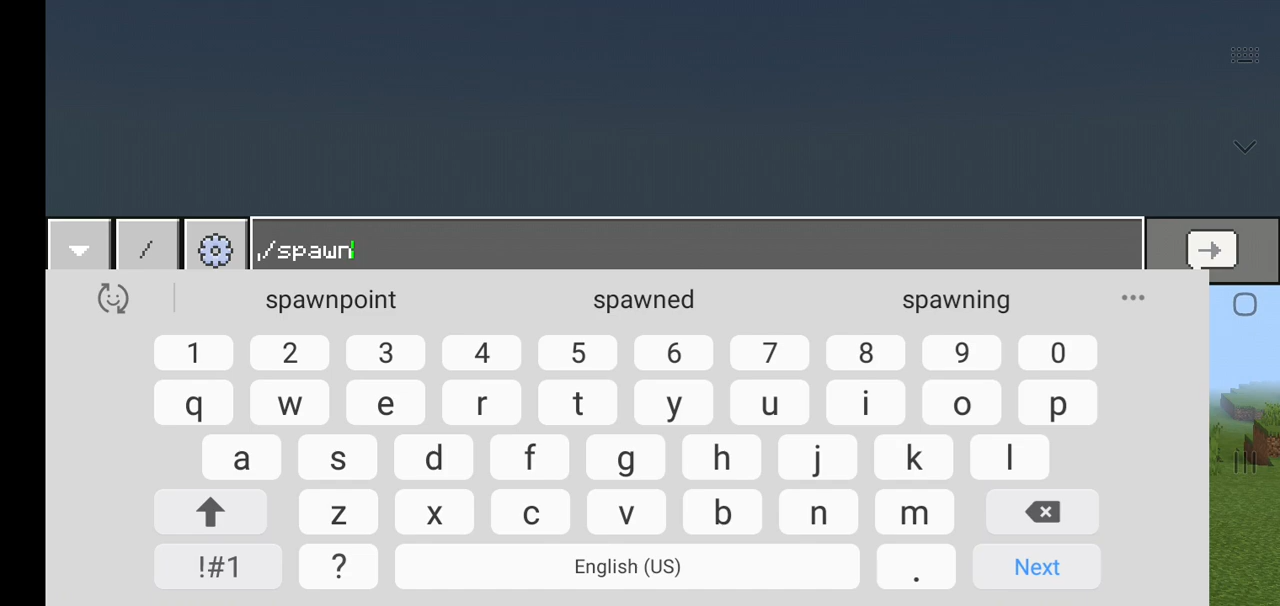 /
,/spawn
spawnpoint spawned spawning
1 2 3 4 5 6 7 8 9 0
q w e r t y u i o p
a s d f g h j k l
z x c v b n m
!#1 ? English (US) . Next